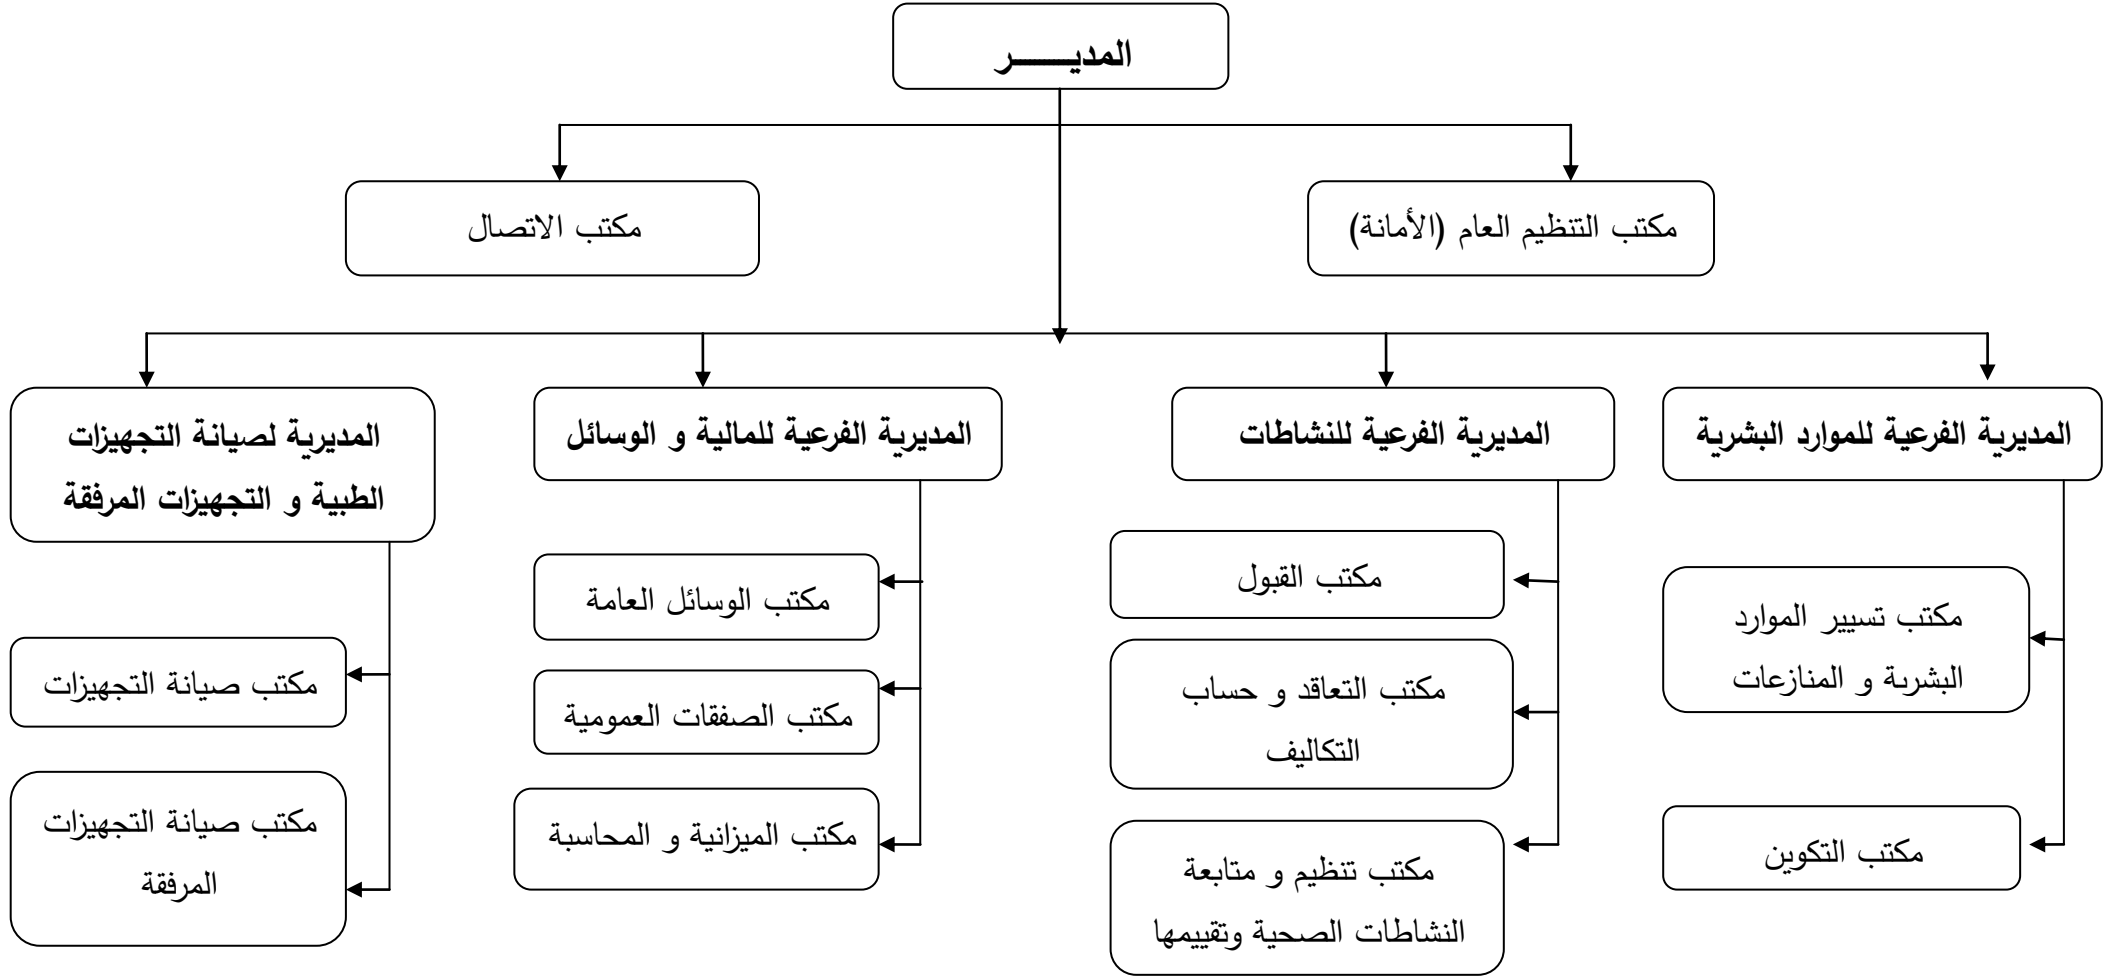 المديــــــر
مكتب التنظيم العام (الأمانة)
مكتب الاتصال
المديرية الفرعية للموارد البشرية
المديرية الفرعية للنشاطات
المديرية الفرعية للمالية و الوسائل
المديرية لصيانة التجهيزات
الطبية و التجهيزات المرفقة
مكتب تسيير الموارد
البشرية و المنازعات
مكتب التكوين
مكتب القبول
مكتب التعاقد و حساب
التكاليف
مكتب تنظيم و متابعة
النشاطات الصحية وتقييمها
مكتب الوسائل العامة
مكتب الصفقات العمومية
مكتب الميزانية و المحاسبة
مكتب صيانة التجهيزات
مكتب صيانة التجهيزات
المرفقة